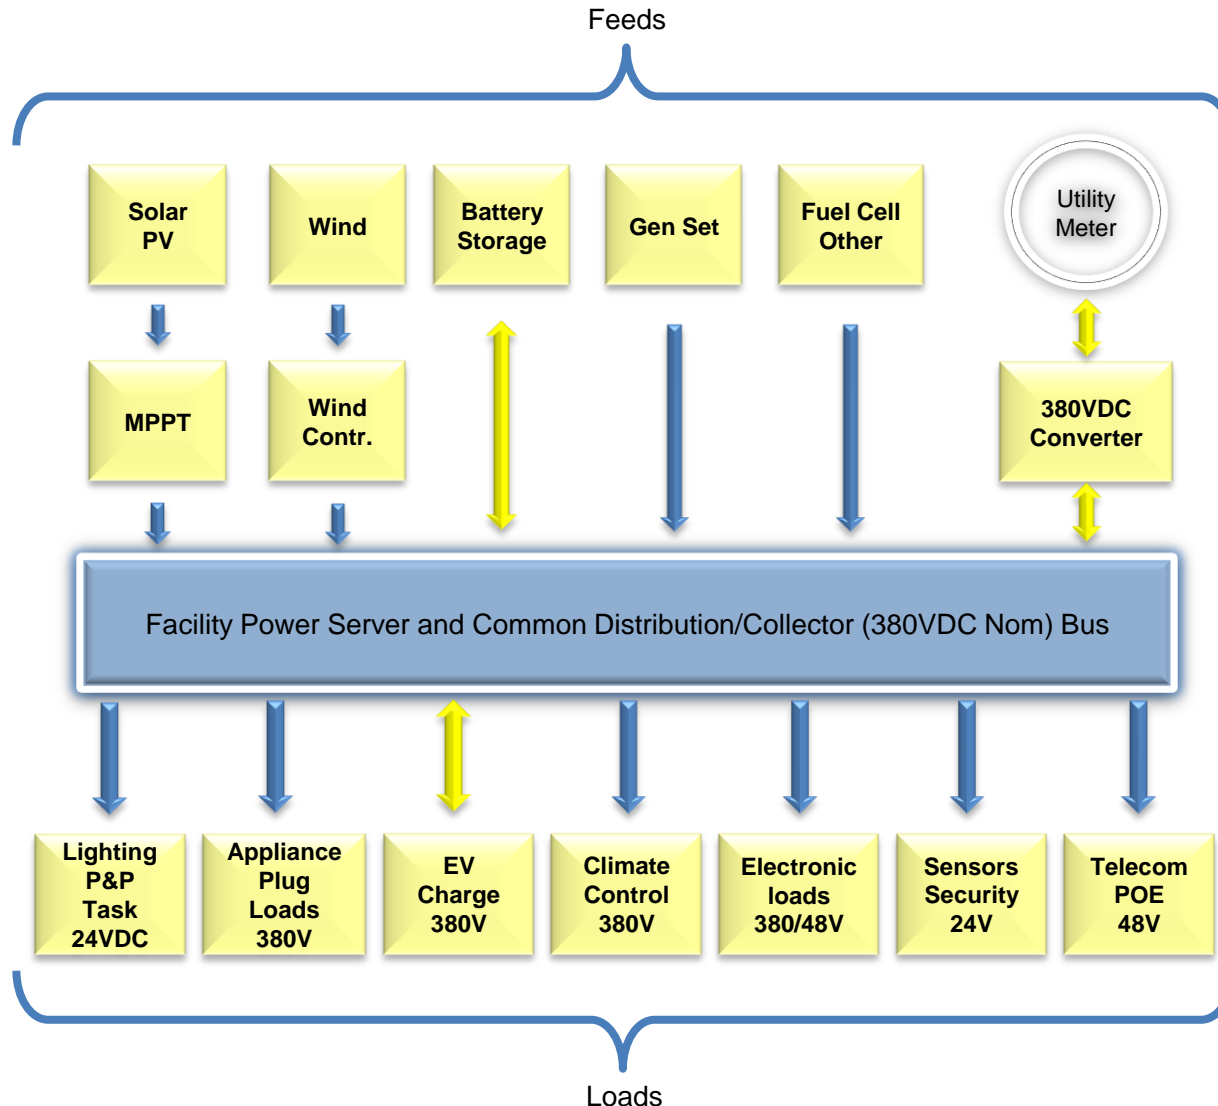 Feeds
Solar
PV
Wind
Battery
Storage
Gen Set
Fuel Cell
Other
Utility
Meter
MPPT
Wind
Contr.
380VDC
Converter
Facility Power Server and Common Distribution/Collector (380VDC Nom) Bus
Lighting
P&P
Task
24VDC
Appliance
Plug
Loads
380V
EV
Charge
380V
Climate
Control
380V
Electronic
loads
380/48V
Sensors
Security
24V
Telecom
POE
48V
Loads